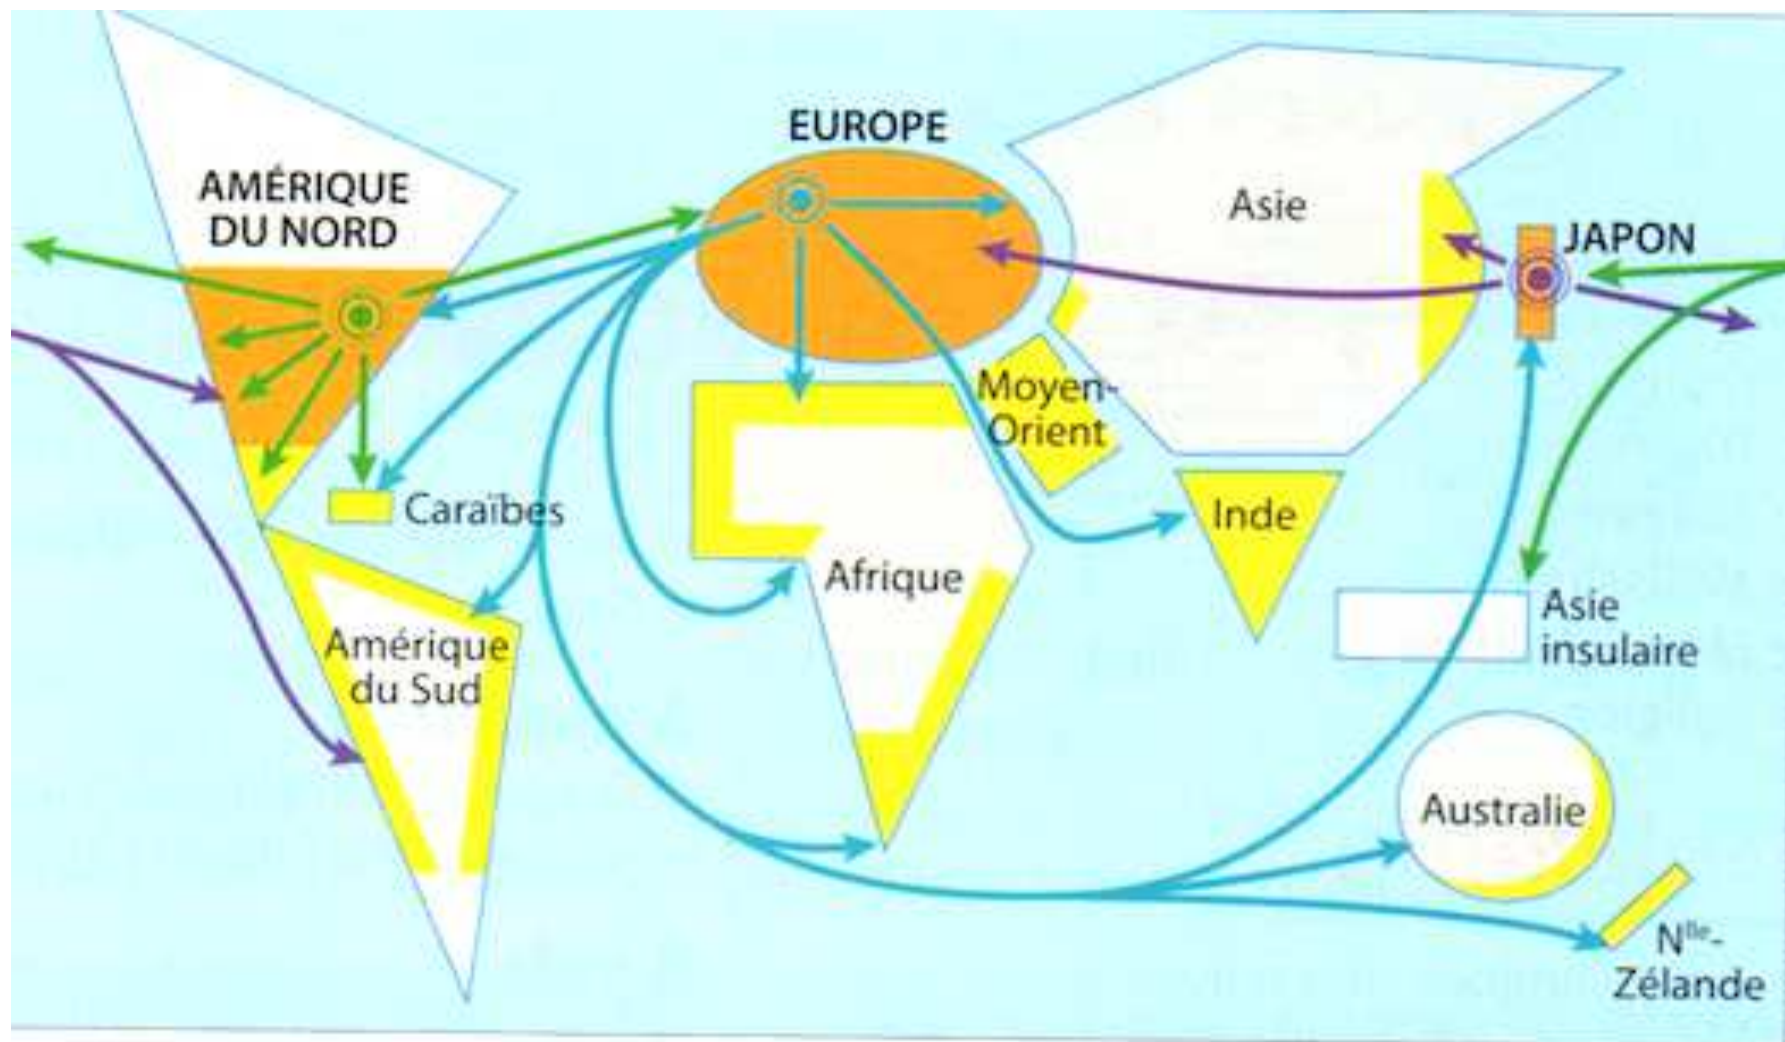 EUROPE
AMÉRIQUE
DU NORD
Asie
JAPON
Moyen-
Orient
Caraïbes
Inde
Afrique
Asie
insulaire
Amérique
du Sud
Australie
Nlle-
Zélande